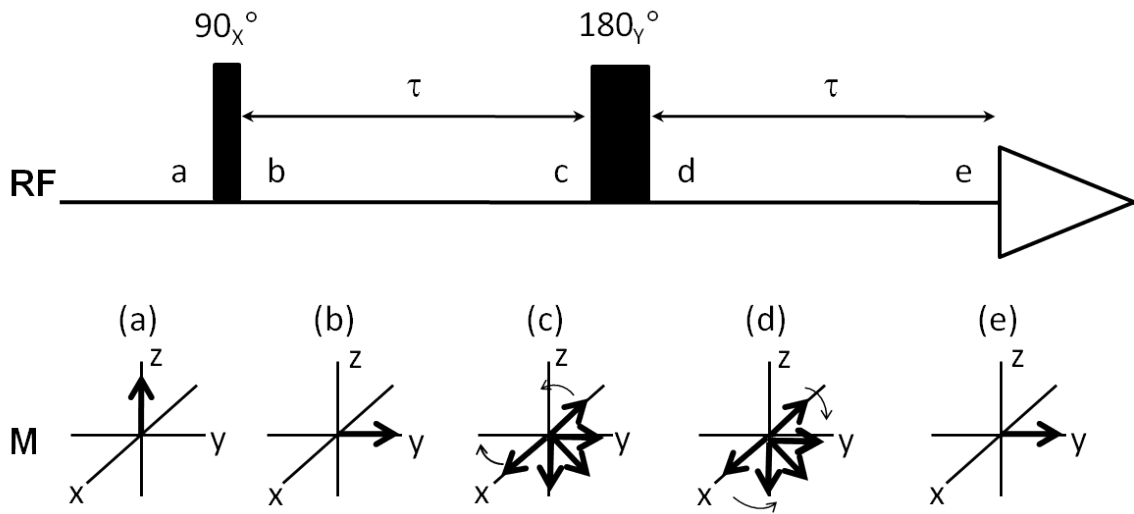 90X° 180Y°
τ τ
a b c d e
RF
(a) (b) (c) (d) (e)
z z z z z
M
y y y y y
x x x x x